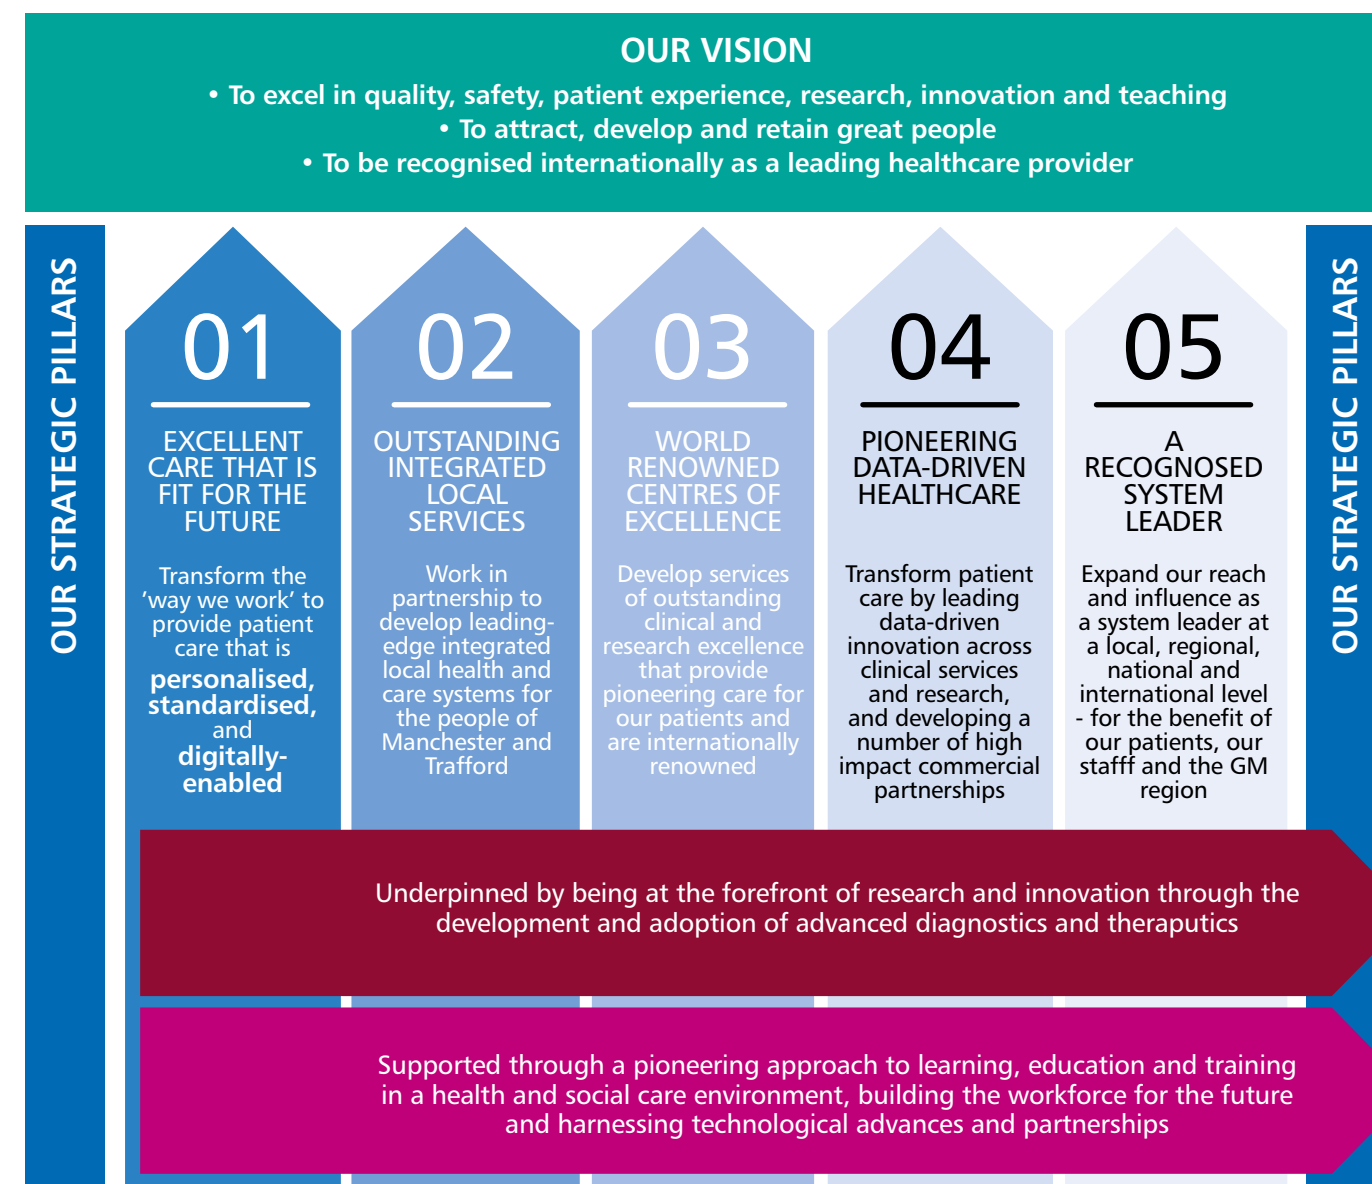 OUR VISION
• To excel in quality, safety, patient experience, research, innovation and teaching
• To attract, develop and retain great people
• To be recognised internationally as a leading healthcare provider
OUR STRATEGIC PILLARS
01
EXCELLENT
CARE THAT IS
FIT FOR THE
FUTURE
Transform the
‘way we work’ to
provide patient
care that is
personalised,
standardised,
and
digitally-
enabled
02
OUTSTANDING
INTEGRATED
LOCAL
SERVICES
Work in
partnership to
develop leading-
edge integrated
local health and
care systems for
the people of
Manchester and
Trafford
03
WORLD
RENOWNED
CENTRES OF
EXCELLENCE
Develop services
of outstanding
clinical and
research excellence
that provide
pioneering care for
our patients and
are internationally
renowned
04
PIONEERING
DATA-DRIVEN
HEALTHCARE
Transform patient
care by leading
data-driven
innovation across
clinical services
and research,
and developing a
number of high
impact commercial
partnerships
05
A
RECOGNOSED
SYSTEM
LEADER
Expand our reach
and influence as
a system leader at
a local, regional,
national and
international level
- for the benefit of
our patients, our
stafff and the GM
region
OUR STRATEGIC PILLARS
Underpinned by being at the forefront of research and innovation through the
development and adoption of advanced diagnostics and theraputics
Supported through a pioneering approach to learning, education and training
in a health and social care environment, building the workforce for the future
and harnessing technological advances and partnerships